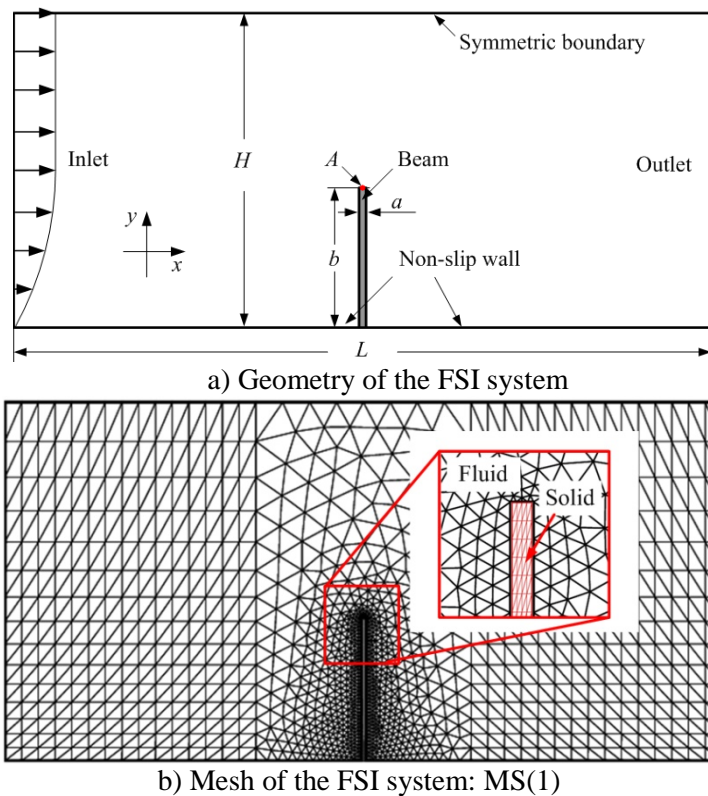 Symmetric boundary
Inlet
H
A
Beam
Outlet
a
y
x
b
Non-slip wall
L
a) Geometry of the FSI system
Fluid
Solid
b) Mesh of the FSI system: MS(1)